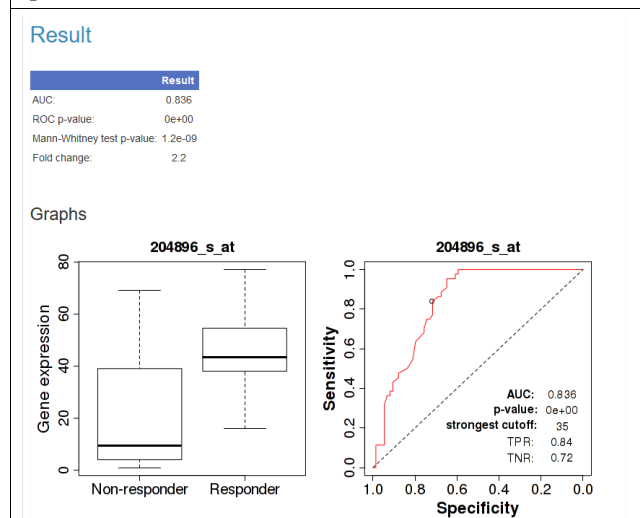 Result
Result
AUC: 0.836
ROC p-value: 0e+00
Mann-Whitney test p-value: 1.2e-09
Fold change: 2.2
Graphs
204896_s_at
Gene expression
0 20 40 60 80
Non-responder Responder
204896_s_at
Sensitivity
0.0 0.2 0.4 0.6 0.8 1.0
AUC: 0.836
p-value: 0e+00
strongest cutoff: 35
TPR: 0.84
TNR: 0.72
1.0 0.8 0.6 0.4 0.2 0.0
Specificity